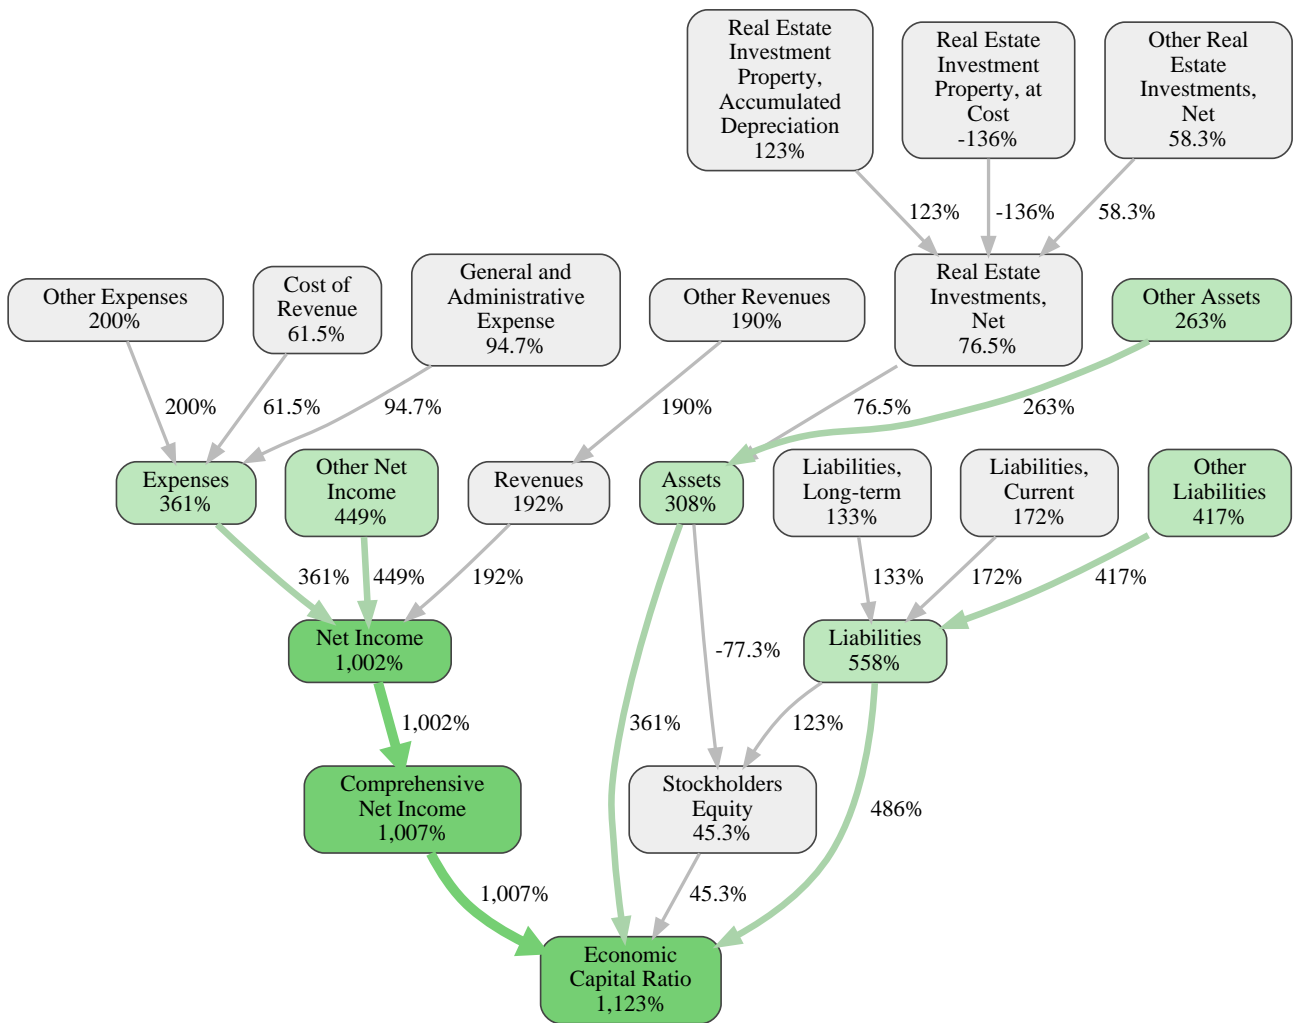 Real Estate
Investment
Property,
Accumulated
Depreciation
123%
Real Estate
Investment
Property, at
Cost
-136%
Other Real
Estate
Investments,
Net
58.3%
123%
-136%
58.3%
Other Expenses
200%
Cost of
Revenue
61.5%
General and
Administrative
Expense
94.7%
Other Revenues
190%
Real Estate
Investments,
Net
76.5%
Other Assets
263%
200%
61.5%
94.7%
190%
76.5%
263%
Expenses
361%
Other Net
Income
449%
Revenues
192%
Assets
308%
Liabilities,
Long-term
133%
Liabilities,
Current
172%
Other
Liabilities
417%
361%
449%
192%
133%
172%
417%
Net Income
1,002%
-77.3%
Liabilities
558%
1,002%
361%
123%
Comprehensive
Net Income
1,007%
Stockholders
Equity
45.3%
486%
1,007%
45.3%
Economic
Capital Ratio
1,123%